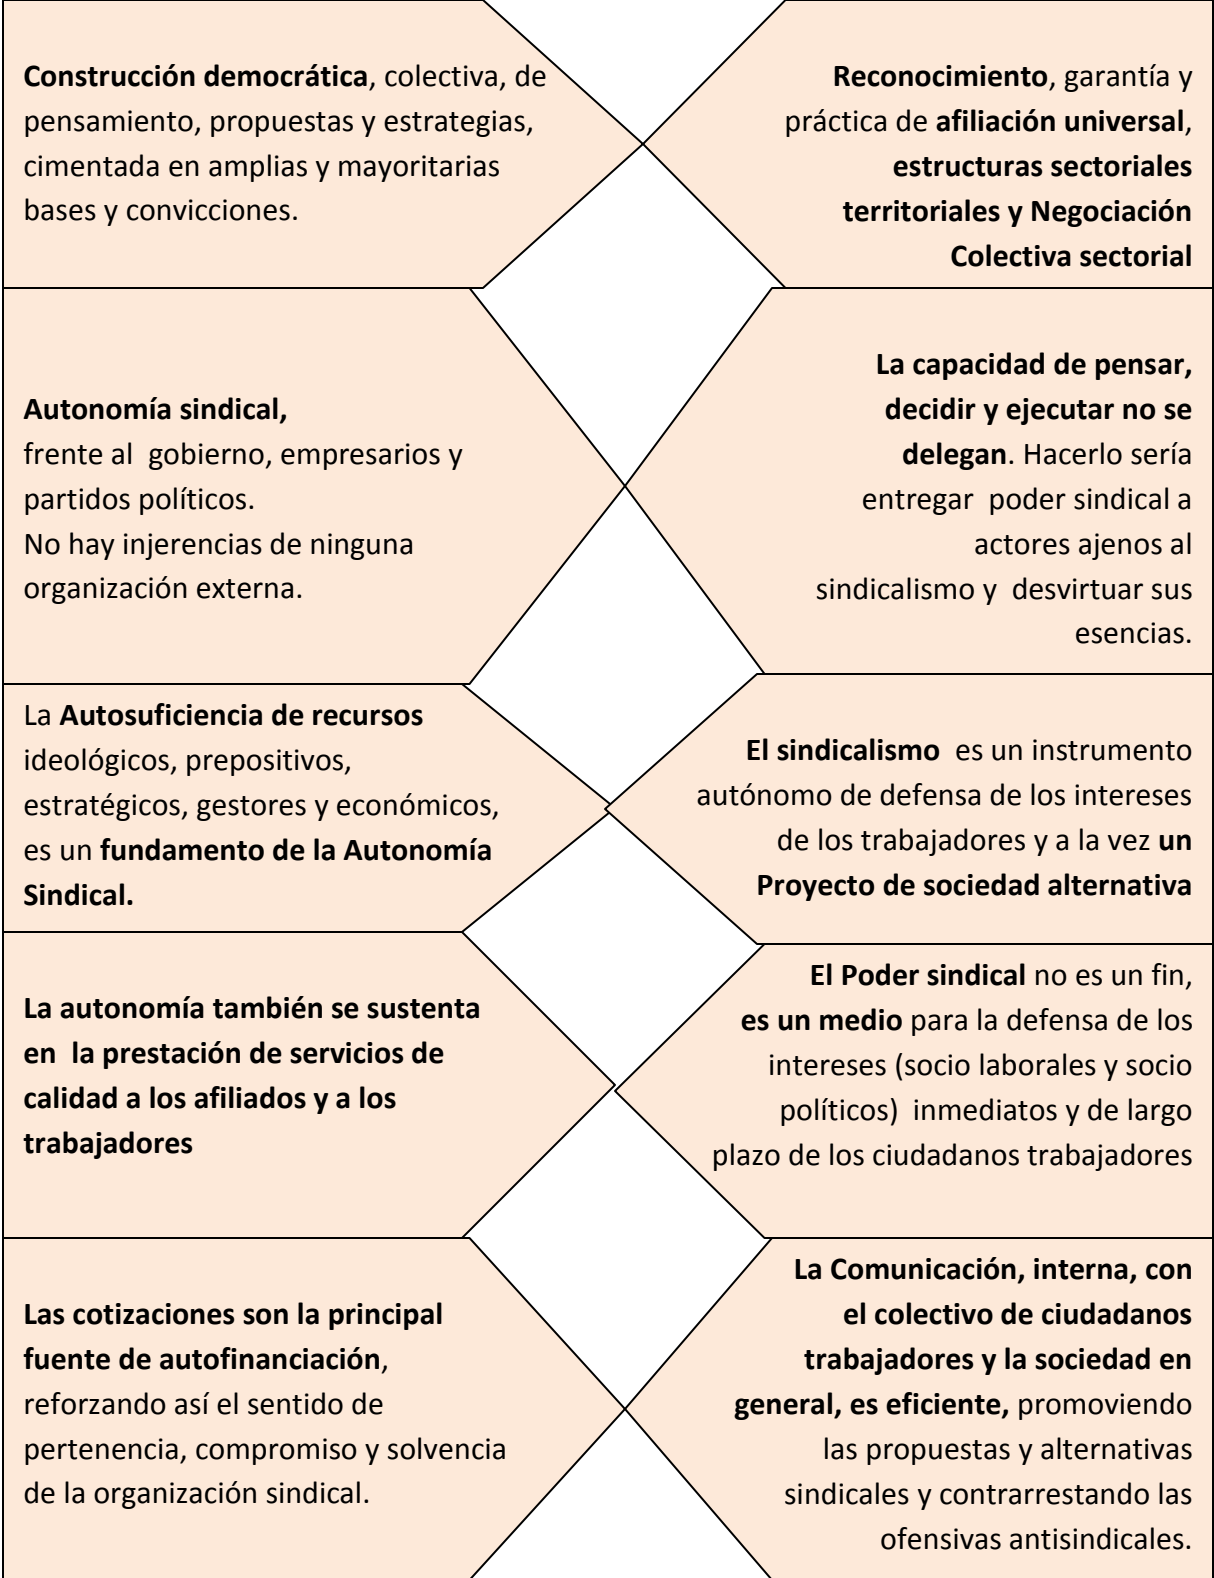 Construcción democrática, colectiva, de
pensamiento, propuestas y estrategias,
cimentada en amplias y mayoritarias
bases y convicciones.
Reconocimiento, garantía y
práctica de afiliación universal,
estructuras sectoriales
territoriales y Negociación
Colectiva sectorial
Autonomía sindical,
frente al gobierno, empresarios y
partidos políticos.
No hay injerencias de ninguna
organización externa.
La capacidad de pensar,
decidir y ejecutar no se
delegan. Hacerlo sería
entregar poder sindical a
actores ajenos al
sindicalismo y desvirtuar sus
esencias.
La Autosuficiencia de recursos
ideológicos, prepositivos,
estratégicos, gestores y económicos,
es un fundamento de la Autonomía
Sindical.
El sindicalismo es un instrumento
autónomo de defensa de los intereses
de los trabajadores y a la vez un
Proyecto de sociedad alternativa
La autonomía también se sustenta
en la prestación de servicios de
calidad a los afiliados y a los
trabajadores
El Poder sindical no es un fin,
es un medio para la defensa de los
intereses (socio laborales y socio
políticos) inmediatos y de largo
plazo de los ciudadanos trabajadores
Las cotizaciones son la principal
fuente de autofinanciación,
reforzando así el sentido de
pertenencia, compromiso y solvencia
de la organización sindical.
La Comunicación, interna, con
el colectivo de ciudadanos
trabajadores y la sociedad en
general, es eficiente, promoviendo
las propuestas y alternativas
sindicales y contrarrestando las
ofensivas antisindicales.